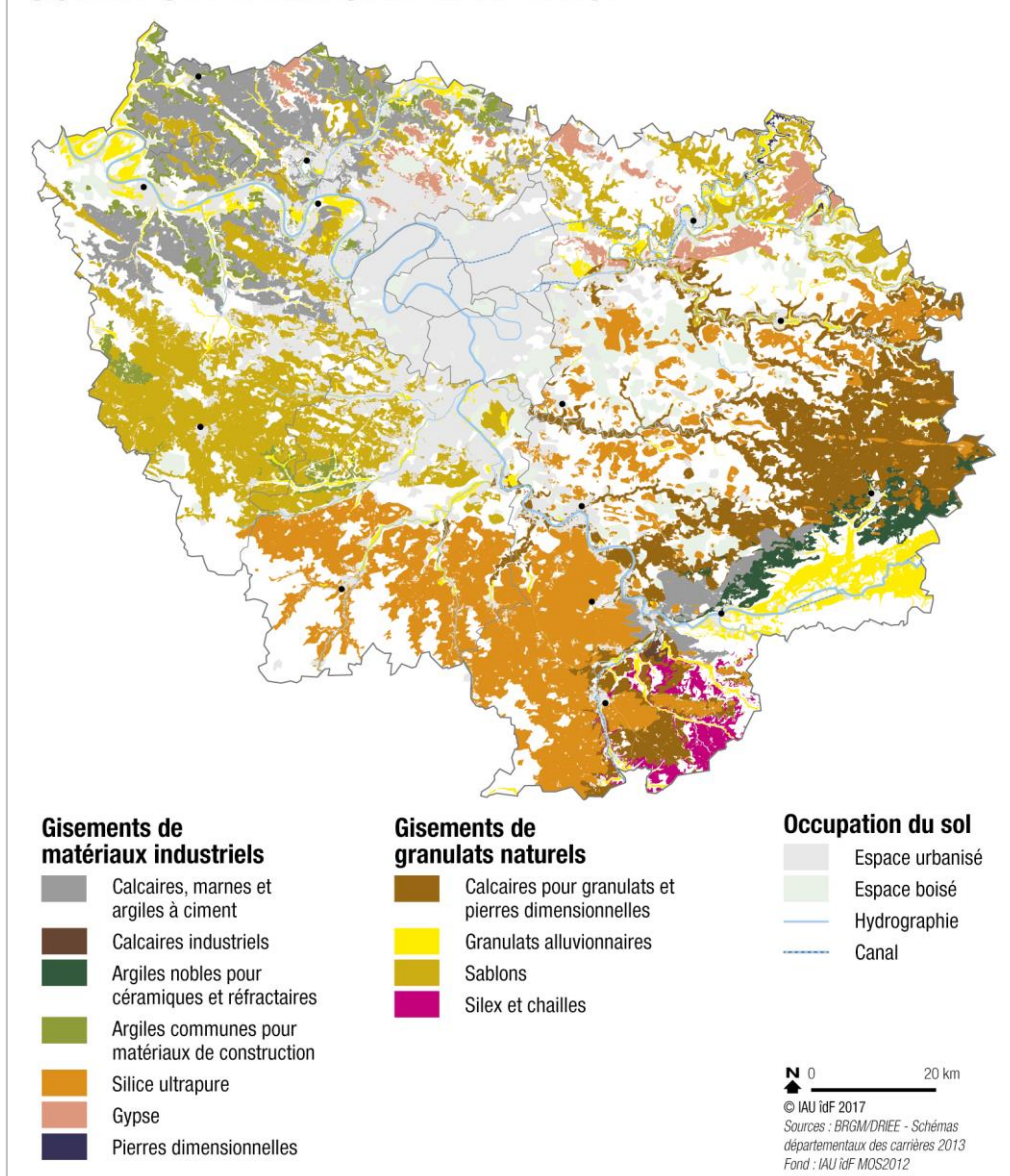 Gisements de
matériaux industriels
Calcaires, marnes et
argiles à ciment
Calcaires industriels
Argiles nobles pour
céramiques et réfractaires
Argiles communes pour
matériaux de construction
Silice ultrapure
Gypse
Pierres dimensionnelles
Gisements de
granulats naturels
Calcaires pour granulats et
pierres dimensionnelles
Granulats alluvionnaires
Sablons
Silex et chailles
Occupation du sol
Espace urbanisé
Espace boisé
Hydrographie
Canal
N 0 20 km
© IAU îdF 2017
Sources : BRGM/DRIEE - Schémas
départementaux des carrières 2013
Fond : IAU îdF MOS2012